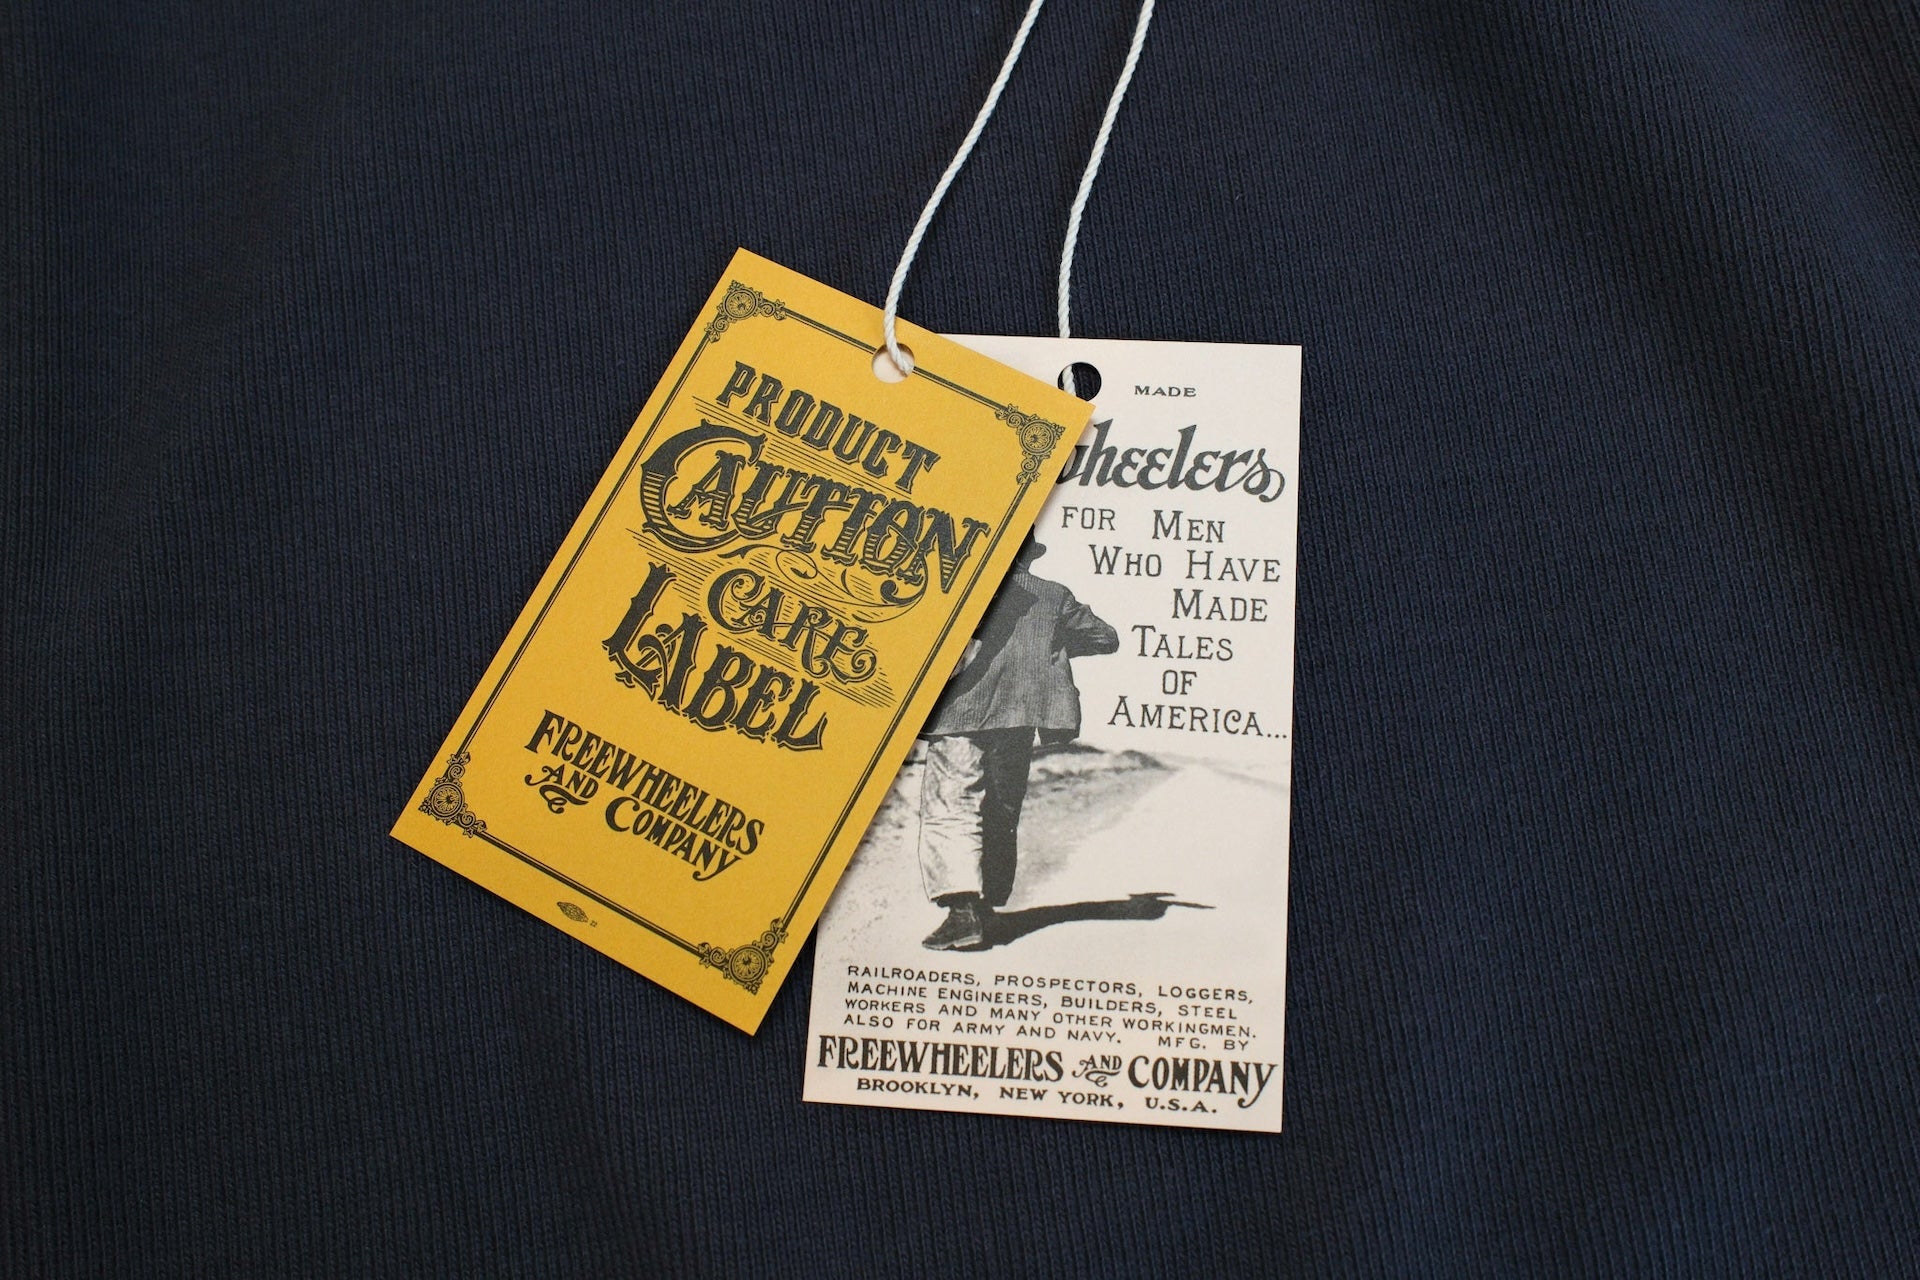 PRODUCT
CAUTION
CARE
LABEL
FREEWHEELERS
AND COMPANY
22
MADE
wheelers
FOR MEN
WHO HAVE
MADE
TALES
OF
AMERICA...
RAILROADERS, PROSPECTORS, LOGGERS,
MACHINE ENGINEERS, BUILDERS, STEEL
WORKERS AND MANY OTHER WORKINGMEN.
ALSO FOR ARMY AND NAVY. MFG. BY
FREEWHEELERS AND COMPANY
BROOKLYN, NEW YORK, U.S.A.